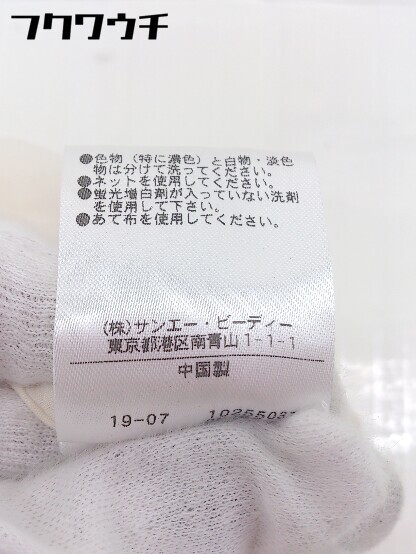 フクワウチ
●色物(特に濃色)と白物・淡色
物は分けて洗ってください。
●ネットを使用してください。
●蛍光増白剤が入っていない洗剤
を使用して下さい。
●あて布を使用してください。
(株)サンエー・ビーディー
東京都港区南青山1-1-1
中国製
19-07